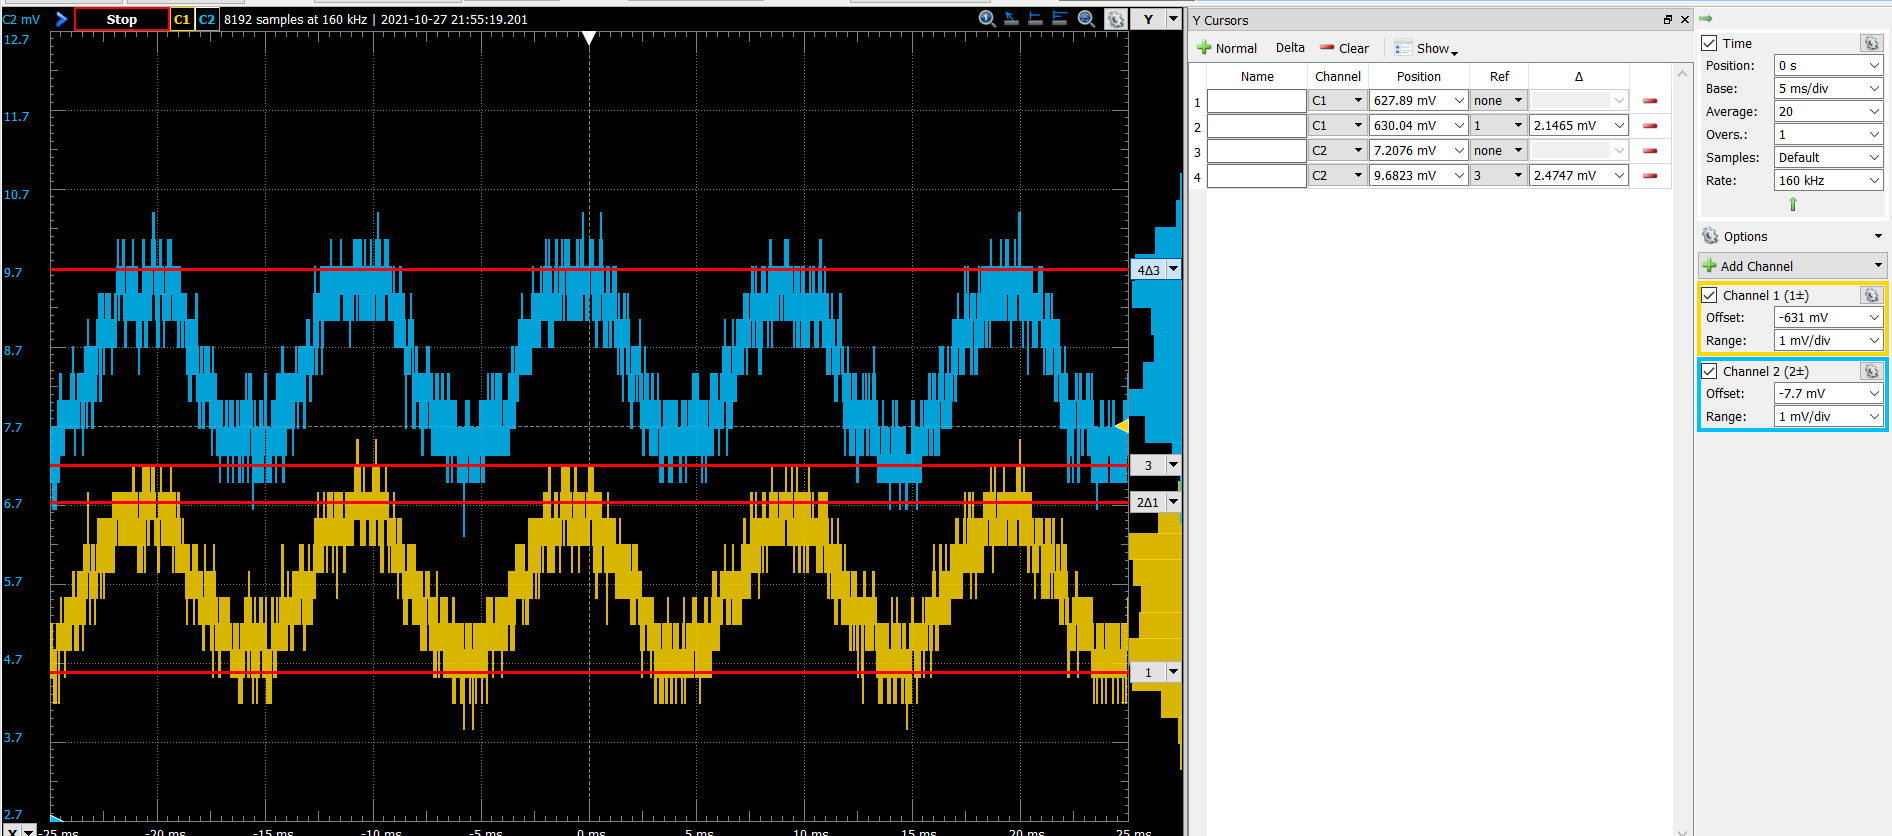 C2 mV Stop C1 C2 8192 samples at 160 kHz | 2021-10-27 21:55:19.201 Y
12.7
11.7
10.7
9.7
8.7
7.7
6.7
5.7
4.7
3.7
2.7
4Δ3
3
2Δ1
1
X -25 ms -20 ms -15 ms -10 ms -5 ms 0 ms 5 ms 10 ms 15 ms 20 ms 25 ms
Y Cursors
Normal Delta Clear Show
Name Channel Position Ref Δ
1 C1 627.89 mV none
2 C1 630.04 mV 1 2.1465 mV
3 C2 7.2076 mV none
4 C2 9.6823 mV 3 2.4747 mV
Time
Position: 0 s
Base: 5 ms/div
Average: 20
Overs.: 1
Samples: Default
Rate: 160 kHz
Options
Add Channel
Channel 1 (1±)
Offset: -631 mV
Range: 1 mV/div
Channel 2 (2±)
Offset: -7.7 mV
Range: 1 mV/div